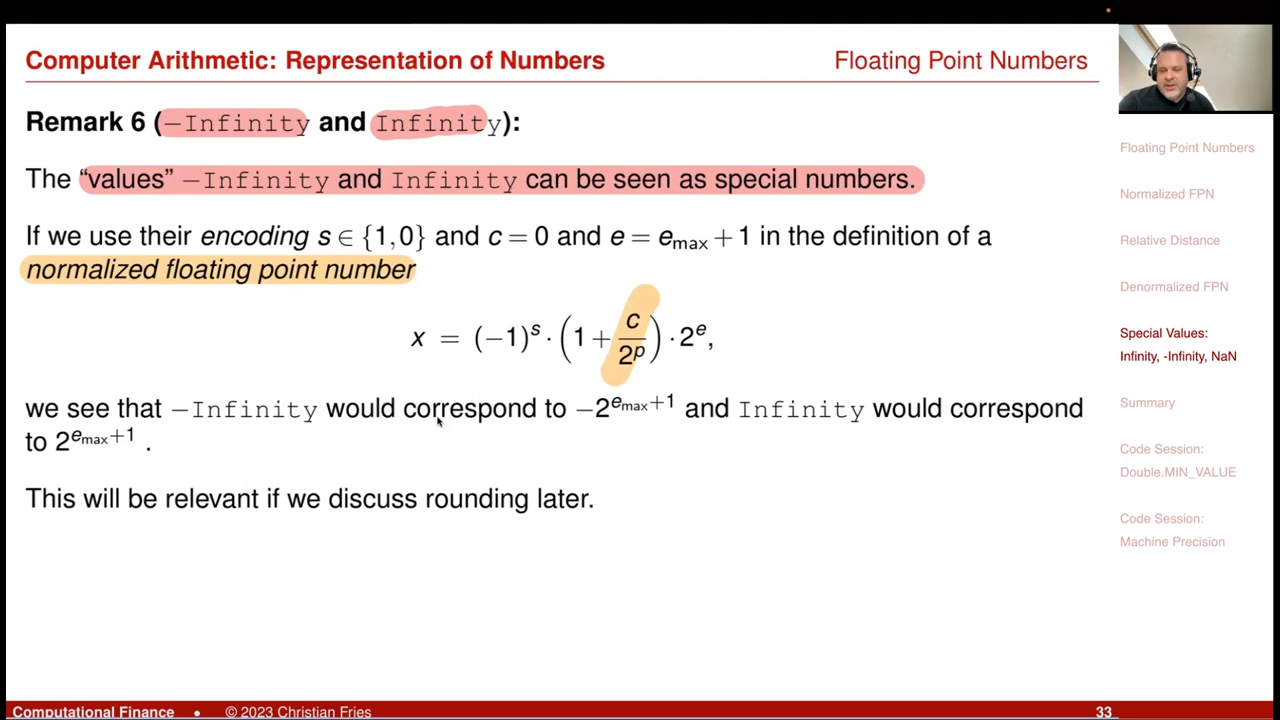 Computer Arithmetic: Representation of Numbers
Floating Point Numbers
Remark 6 (−Infinity and Infinity):
The “values” −Infinity and Infinity can be seen as special numbers.
If we use their encoding s ∈ {1,0} and c = 0 and e = e_max + 1 in the definition of a
normalized floating point number
x = (−1)^s · (1 + c/2^p) · 2^e,
we see that −Infinity would correspond to −2^{e_max+1} and Infinity would correspond
to 2^{e_max+1} .
This will be relevant if we discuss rounding later.
Floating Point Numbers
Normalized FPN
Relative Distance
Denormalized FPN
Special Values:
Infinity, -Infinity, NaN
Summary
Code Session:
Double.MIN_VALUE
Code Session:
Machine Precision
Computational Finance • © 2023 Christian Fries
33